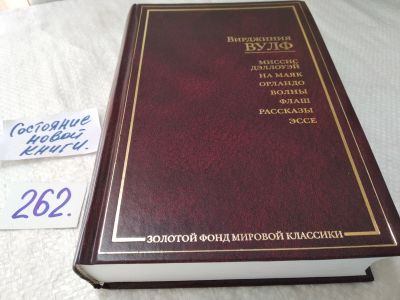 Вирджиния
ВУЛФ
МИССИС
ДЭЛЛОУЭЙ
НА МАЯК
ОРЛАНДО
ВОЛНЫ
ФЛАШ
РАССКАЗЫ
ЭССЕ
ЗОЛОТОЙ ФОНД МИРОВОЙ КЛАССИКИ
Состояние
новой
книги.
262.